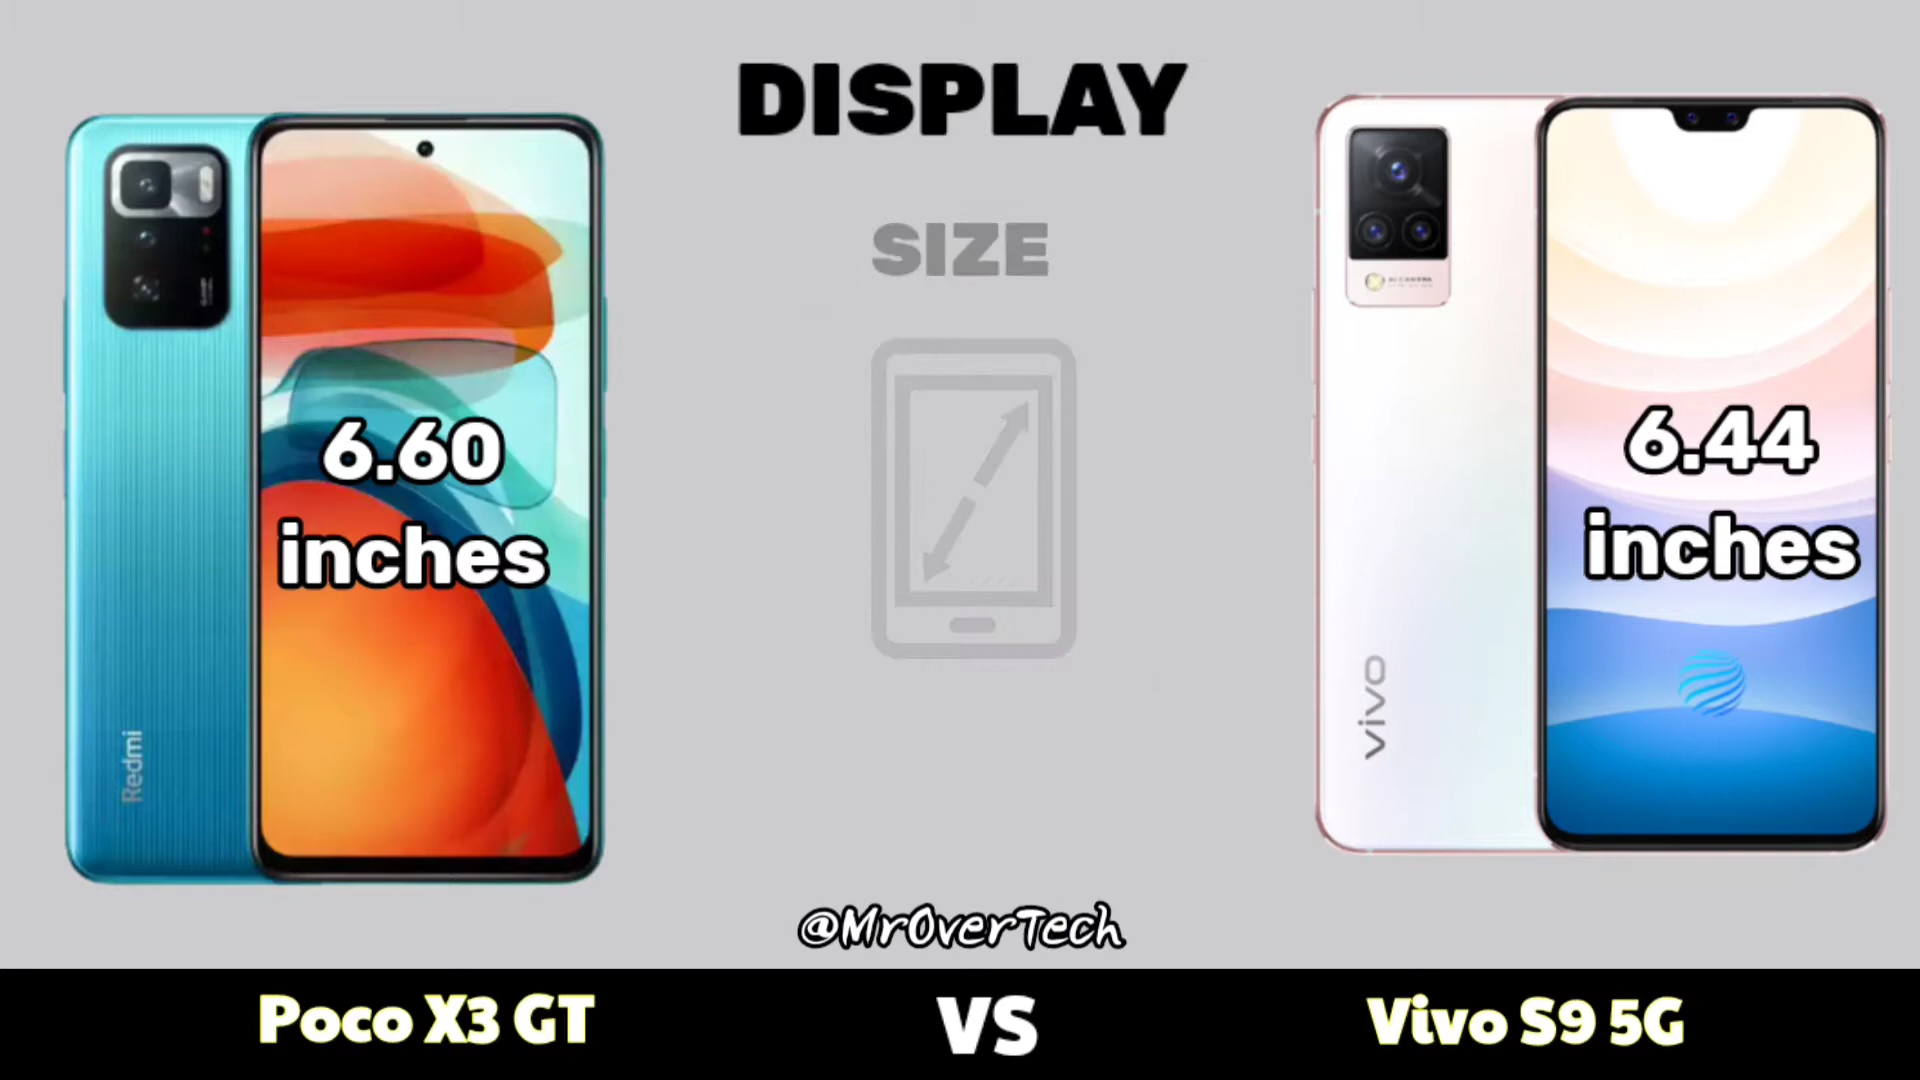 DISPLAY
SIZE
6.60
inches
6.44
inches
Redmi
vivo
@MrOverTech
Poco X3 GT
VS
Vivo S9 5G